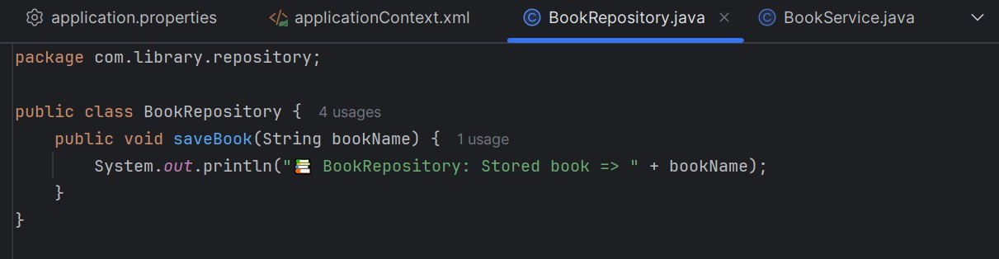 application.properties applicationContext.xml BookRepository.java BookService.java
package com.library.repository;
public class BookRepository { 4 usages
public void saveBook(String bookName) { 1 usage
System.out.println("📚 BookRepository: Stored book => " + bookName);
}
}